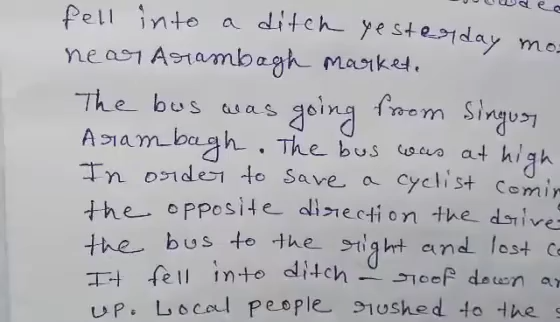 fell into a ditch yesterday
near Arambagh Market.
The bus was going from Singur
Arambagh. The bus was at high
In order to save a cyclist
the opposite direction the
the bus to the right and lost
It fell into ditch – roof down
up. Local people rushed to the